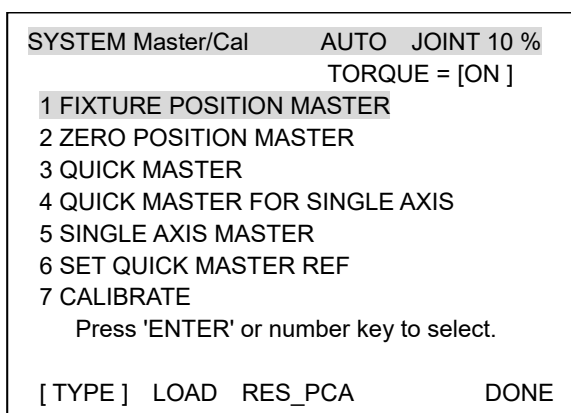 SYSTEM Master/Cal AUTO JOINT 10 %
TORQUE = [ON ]
1 FIXTURE POSITION MASTER
2 ZERO POSITION MASTER
3 QUICK MASTER
4 QUICK MASTER FOR SINGLE AXIS
5 SINGLE AXIS MASTER
6 SET QUICK MASTER REF
7 CALIBRATE
Press 'ENTER' or number key to select.
[ TYPE ] LOAD RES_PCA DONE